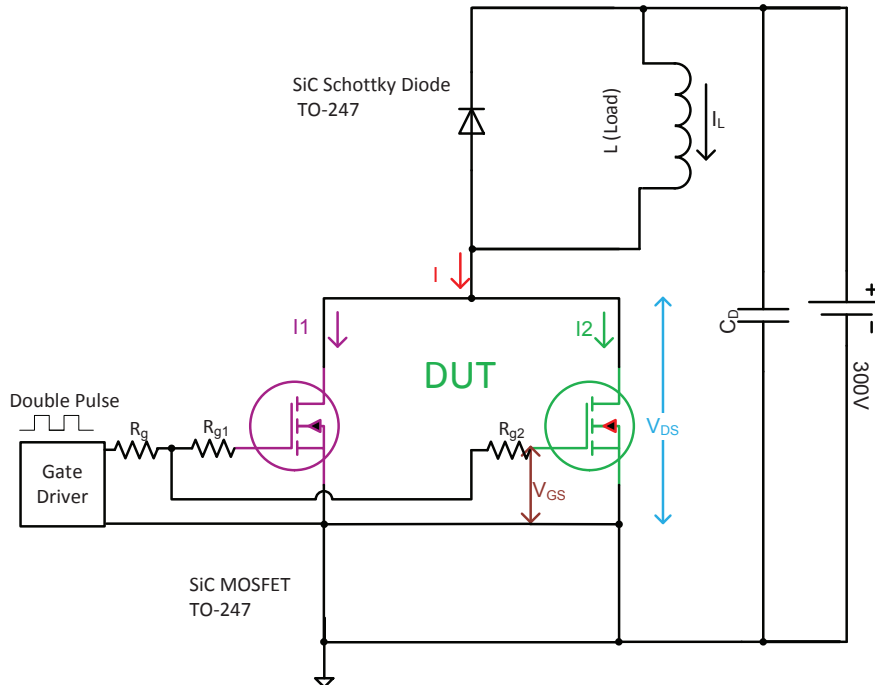 SiC Schottky Diode
TO-247
L (Load)
I_L
I
I1
I2
DUT
C_D
+
-
300V
Double Pulse
R_g
R_g1
R_g2
V_DS
Gate
Driver
V_GS
SiC MOSFET
TO-247